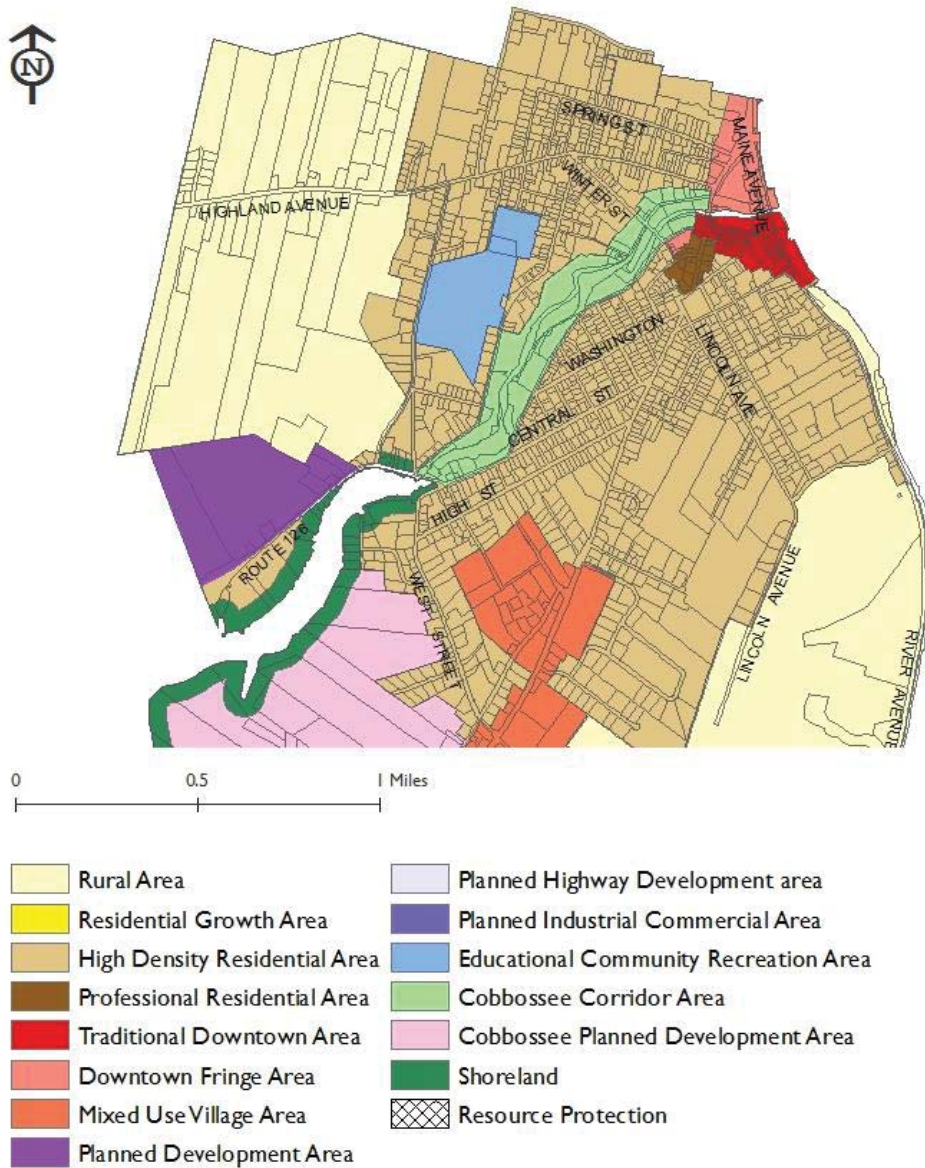 N
SPRING ST
MAINE AVENUE
WINTER ST
HIGHLAND AVENUE
WASHINGTON
LINCOLN AVE
CENTRAL ST
HIGH ST
ROUTE 126
WEST STREET
LINCOLN AVENUE
RIVER AVENUE
0 0.5 1 Miles
Rural Area
Residential Growth Area
High Density Residential Area
Professional Residential Area
Traditional Downtown Area
Downtown Fringe Area
Mixed Use Village Area
Planned Development Area
Planned Highway Development area
Planned Industrial Commercial Area
Educational Community Recreation Area
Cobbossee Corridor Area
Cobbossee Planned Development Area
Shoreland
Resource Protection